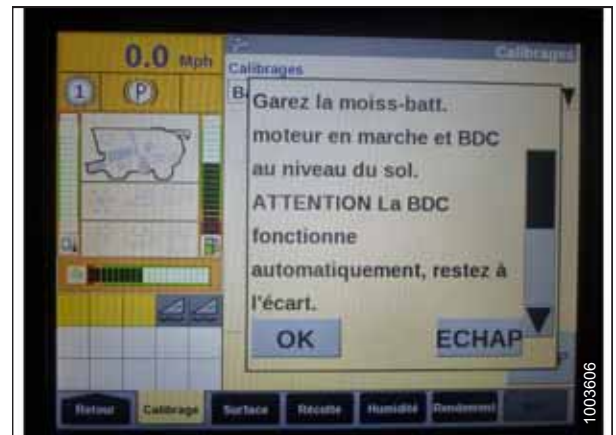 0.0 Mph
Calibrages
Calibrages
1
(P)
B
Garez la moiss-batt.
moteur en marche et BDC
au niveau du sol.
ATTENTION La BDC
fonctionne
automatiquement, restez à
l'écart.
OK
ECHAP
P
Retour
Calibrage
Surface
Récolte
Humidité
Rendement
1003606